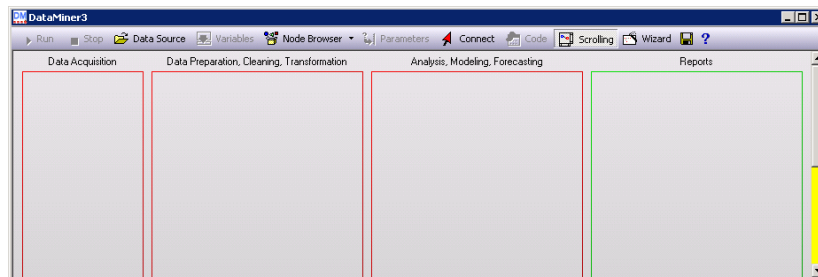 DM DataMiner3
Run Stop Data Source Variables Node Browser Parameters Connect Code Scrolling Wizard ?
Data Acquisition Data Preparation, Cleaning, Transformation Analysis, Modeling, Forecasting Reports